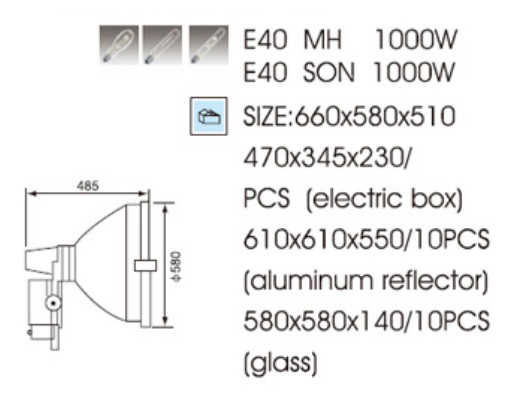 E40 MH 1000W
E40 SON 1000W
SIZE:660x580x510
470x345x230/
PCS (electric box)
610x610x550/10PCS
(aluminum reflector)
580x580x140/10PCS
(glass)
485
ϕ580